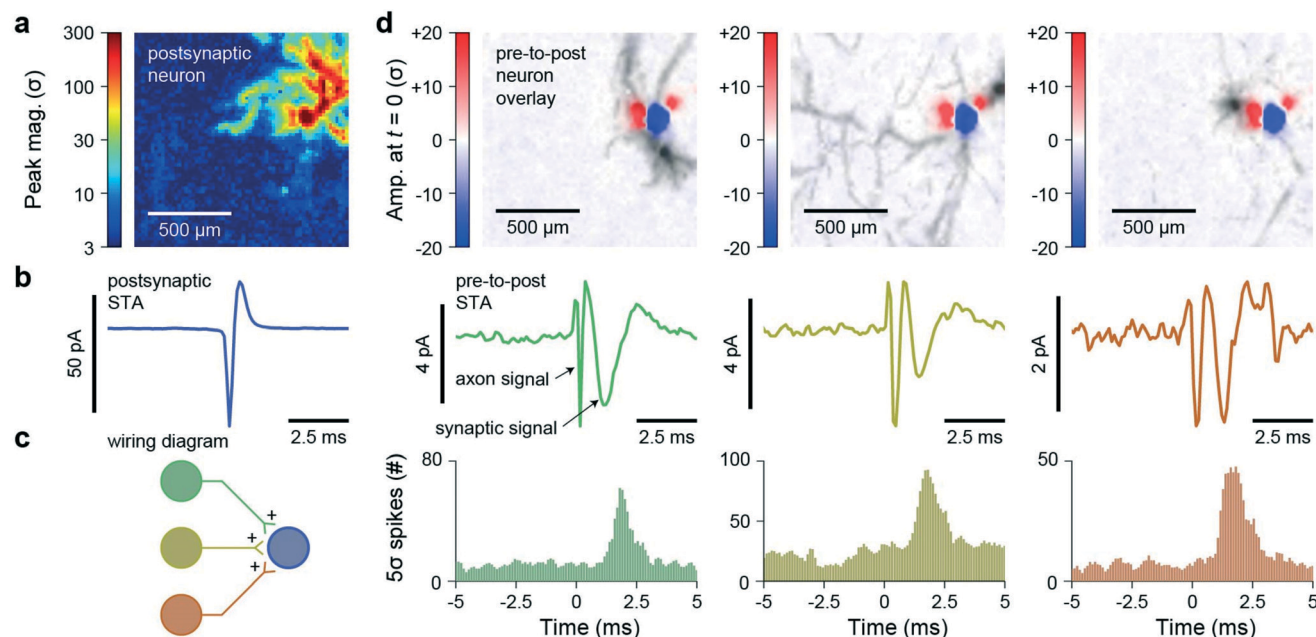 a
300
100
30
10
3
Peak mag. (σ)
postsynaptic
neuron
500 µm
d
+20
+10
0
-10
-20
Amp. at t = 0 (σ)
pre-to-post
neuron
overlay
500 µm
+20
+10
0
-10
-20
500 µm
+20
+10
0
-10
-20
500 µm
b
postsynaptic
STA
50 pA
2.5 ms
pre-to-post
STA
4 pA
axon signal
synaptic signal
2.5 ms
4 pA
2.5 ms
2 pA
2.5 ms
c
wiring diagram
+
+
+
5σ spikes (#)
80
40
0
-5
-2.5
0
2.5
5
Time (ms)
100
50
0
-5
-2.5
0
2.5
5
Time (ms)
50
25
0
-5
-2.5
0
2.5
5
Time (ms)